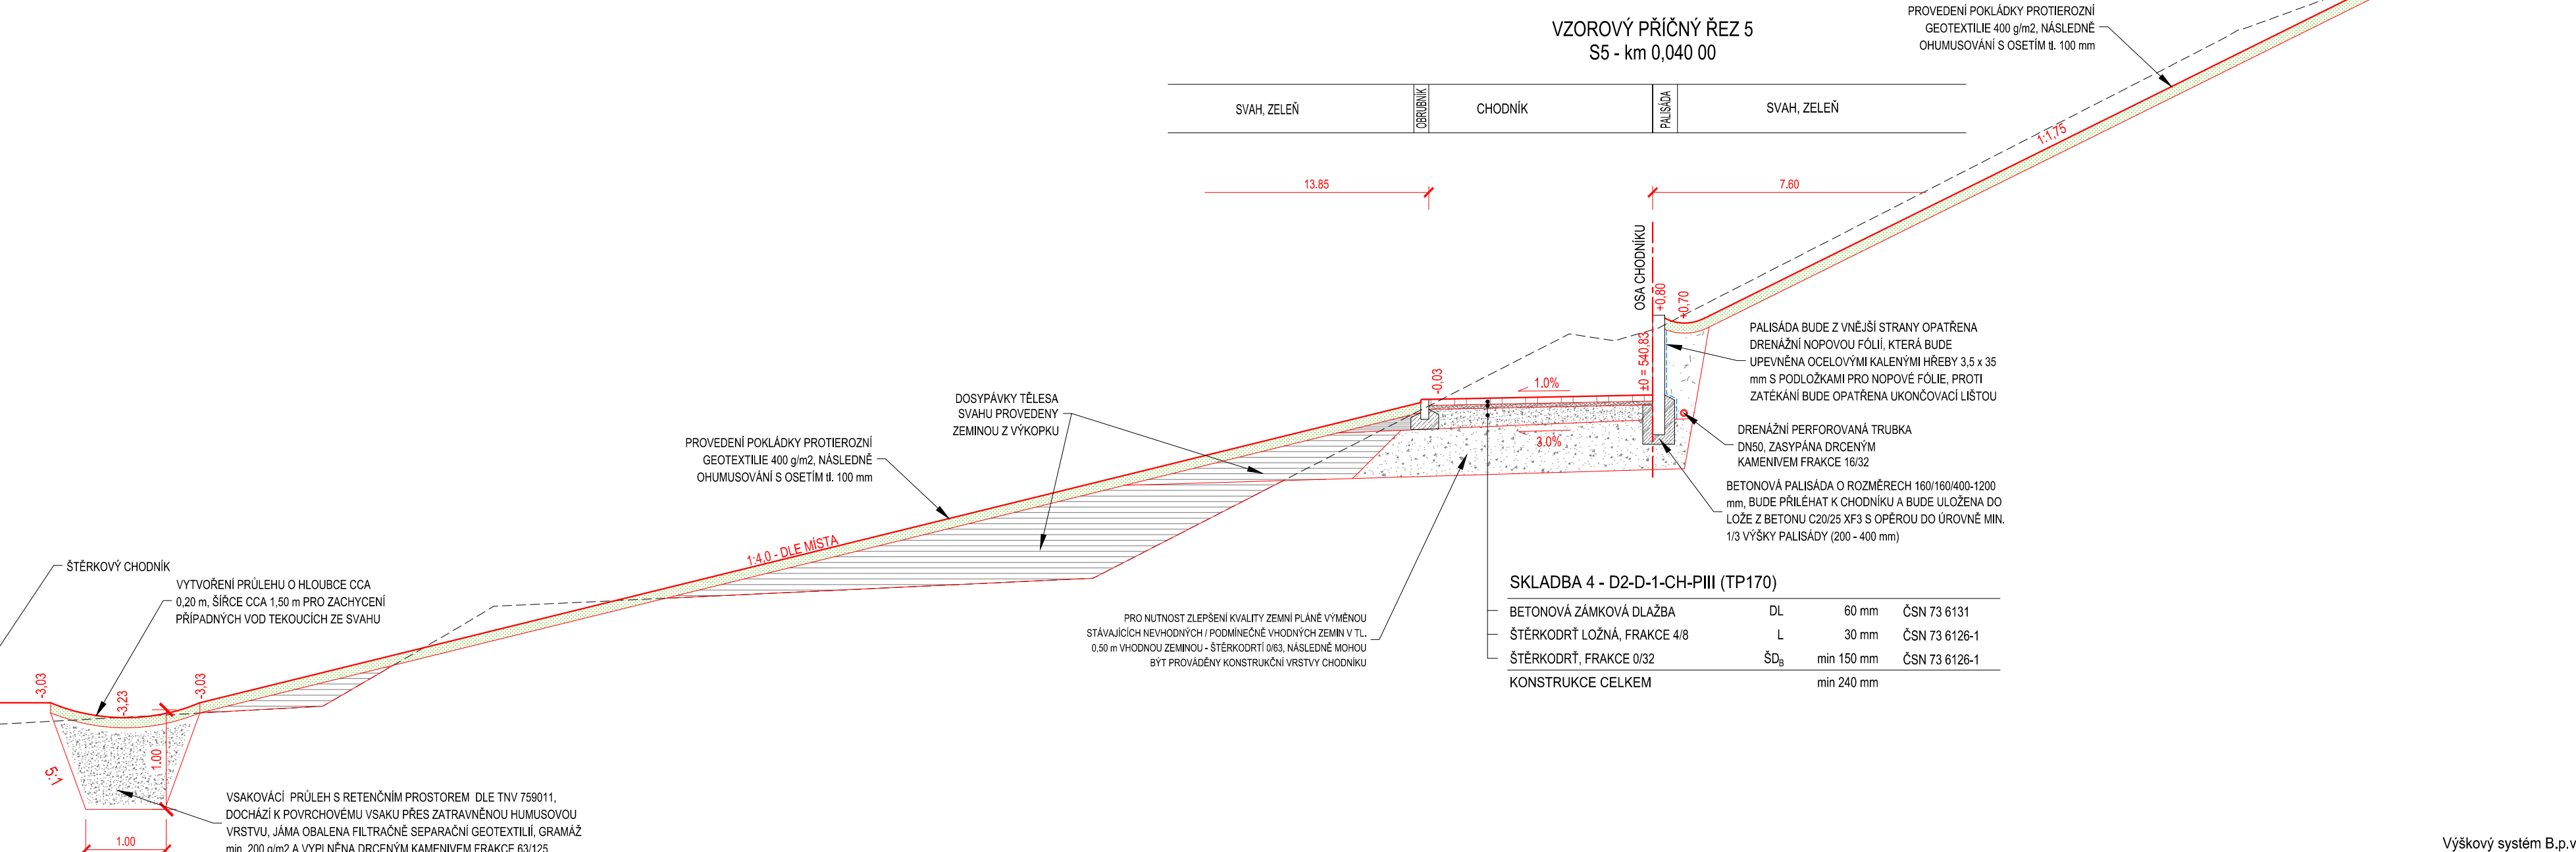 VZOROVÝ PŘÍČNÝ ŘEZ 5
S5 - km 0,040 00
PROVEDENÍ POKLÁDKY PROTIEROZNÍ
GEOTEXTILIE 400 g/m2, NÁSLEDNĚ
OHUMUSOVÁNÍ S OSETÍM tl. 100 mm
SVAH, ZELEŇ
OBRUBNÍK
CHODNÍK
PALISÁDA
SVAH, ZELEŇ
1:1,75
13.85
7.60
OSA CHODNÍKU
+0,80
+0,70
±0 = 540,83
-0,03
1.0%
3.0%
PALISÁDA BUDE Z VNĚJŠÍ STRANY OPATŘENA
DRENÁŽNÍ NOPOVOU FÓLIÍ, KTERÁ BUDE
UPEVNĚNA OCELOVÝMI KALENÝMI HŘEBY 3,5 x 35
mm S PODLOŽKAMI PRO NOPOVÉ FÓLIE, PROTI
ZATÉKÁNÍ BUDE OPATŘENA UKONČOVACÍ LIŠTOU
DRENÁŽNÍ PERFOROVANÁ TRUBKA
DN50, ZASYPÁNA DRCENÝM
KAMENIVEM FRAKCE 16/32
BETONOVÁ PALISÁDA O ROZMĚRECH 160/160/400-1200
mm, BUDE PŘILÉHAT K CHODNÍKU A BUDE ULOŽENA DO
LOŽE Z BETONU C20/25 XF3 S OPĚROU DO ÚROVNĚ MIN.
1/3 VÝŠKY PALISÁDY (200 - 400 mm)
DOSYPÁVKY TĚLESA
SVAHU PROVEDENY
ZEMINOU Z VÝKOPKU
PROVEDENÍ POKLÁDKY PROTIEROZNÍ
GEOTEXTILIE 400 g/m2, NÁSLEDNĚ
OHUMUSOVÁNÍ S OSETÍM tl. 100 mm
1:4,0 - DLE MÍSTA
ŠTĚRKOVÝ CHODNÍK
VYTVOŘENÍ PRŮLEHU O HLOUBCE CCA
0,20 m, ŠÍŘCE CCA 1,50 m PRO ZACHYCENÍ
PŘÍPADNÝCH VOD TEKOUCÍCH ZE SVAHU
PRO NUTNOST ZLEPŠENÍ KVALITY ZEMNÍ PLÁNĚ VÝMĚNOU
STÁVAJÍCÍCH NEVHODNÝCH / PODMÍNEČNĚ VHODNÝCH ZEMIN V TL.
0,50 m VHODNOU ZEMINOU - ŠTĚRKODRTÍ 0/63, NÁSLEDNĚ MOHOU
BÝT PROVÁDĚNY KONSTRUKČNÍ VRSTVY CHODNÍKU
SKLADBA 4 - D2-D-1-CH-PIII (TP170)
BETONOVÁ ZÁMKOVÁ DLAŽBA DL 60 mm ČSN 73 6131
ŠTĚRKODRŤ LOŽNÁ, FRAKCE 4/8 L 30 mm ČSN 73 6126-1
ŠTĚRKODRŤ, FRAKCE 0/32 ŠDB min 150 mm ČSN 73 6126-1
KONSTRUKCE CELKEM min 240 mm
-3,03
-3,23
-3,03
1.00
5:1
1.00
VSAKOVÁCÍ PRŮLEH S RETENČNÍM PROSTOREM DLE TNV 759011,
DOCHÁZÍ K POVRCHOVÉMU VSAKU PŘES ZATRAVNĚNOU HUMUSOVOU
VRSTVU, JÁMA OBALENA FILTRAČNĚ SEPARAČNÍ GEOTEXTILIÍ, GRAMÁŽ
min. 200 g/m2 A VYPLNĚNA DRCENÝM KAMENIVEM FRAKCE 63/125
Výškový systém B.p.v